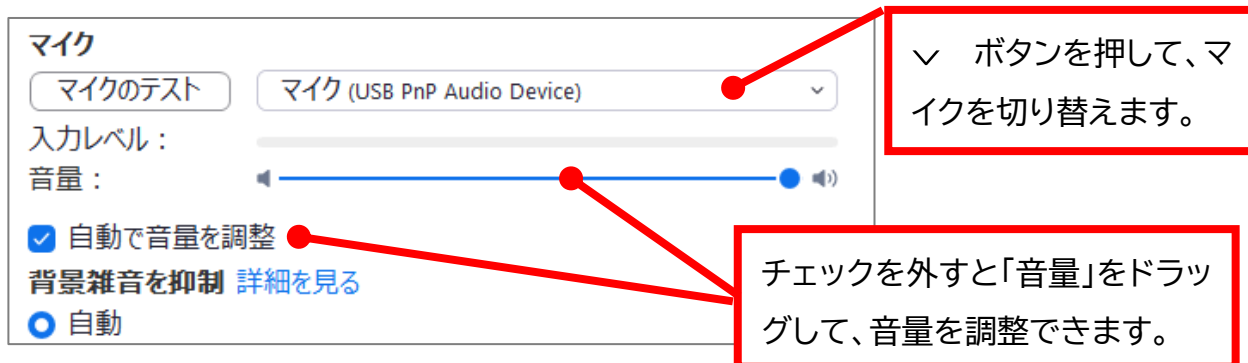 マイク
マイクのテスト マイク (USB PnP Audio Device)
入力レベル：
音量：
自動で音量を調整
背景雑音を抑制 詳細を見る
自動
∨ ボタンを押して、マ
イクを切り替えます。
チェックを外すと「音量」をドラッ
グして、音量を調整できます。